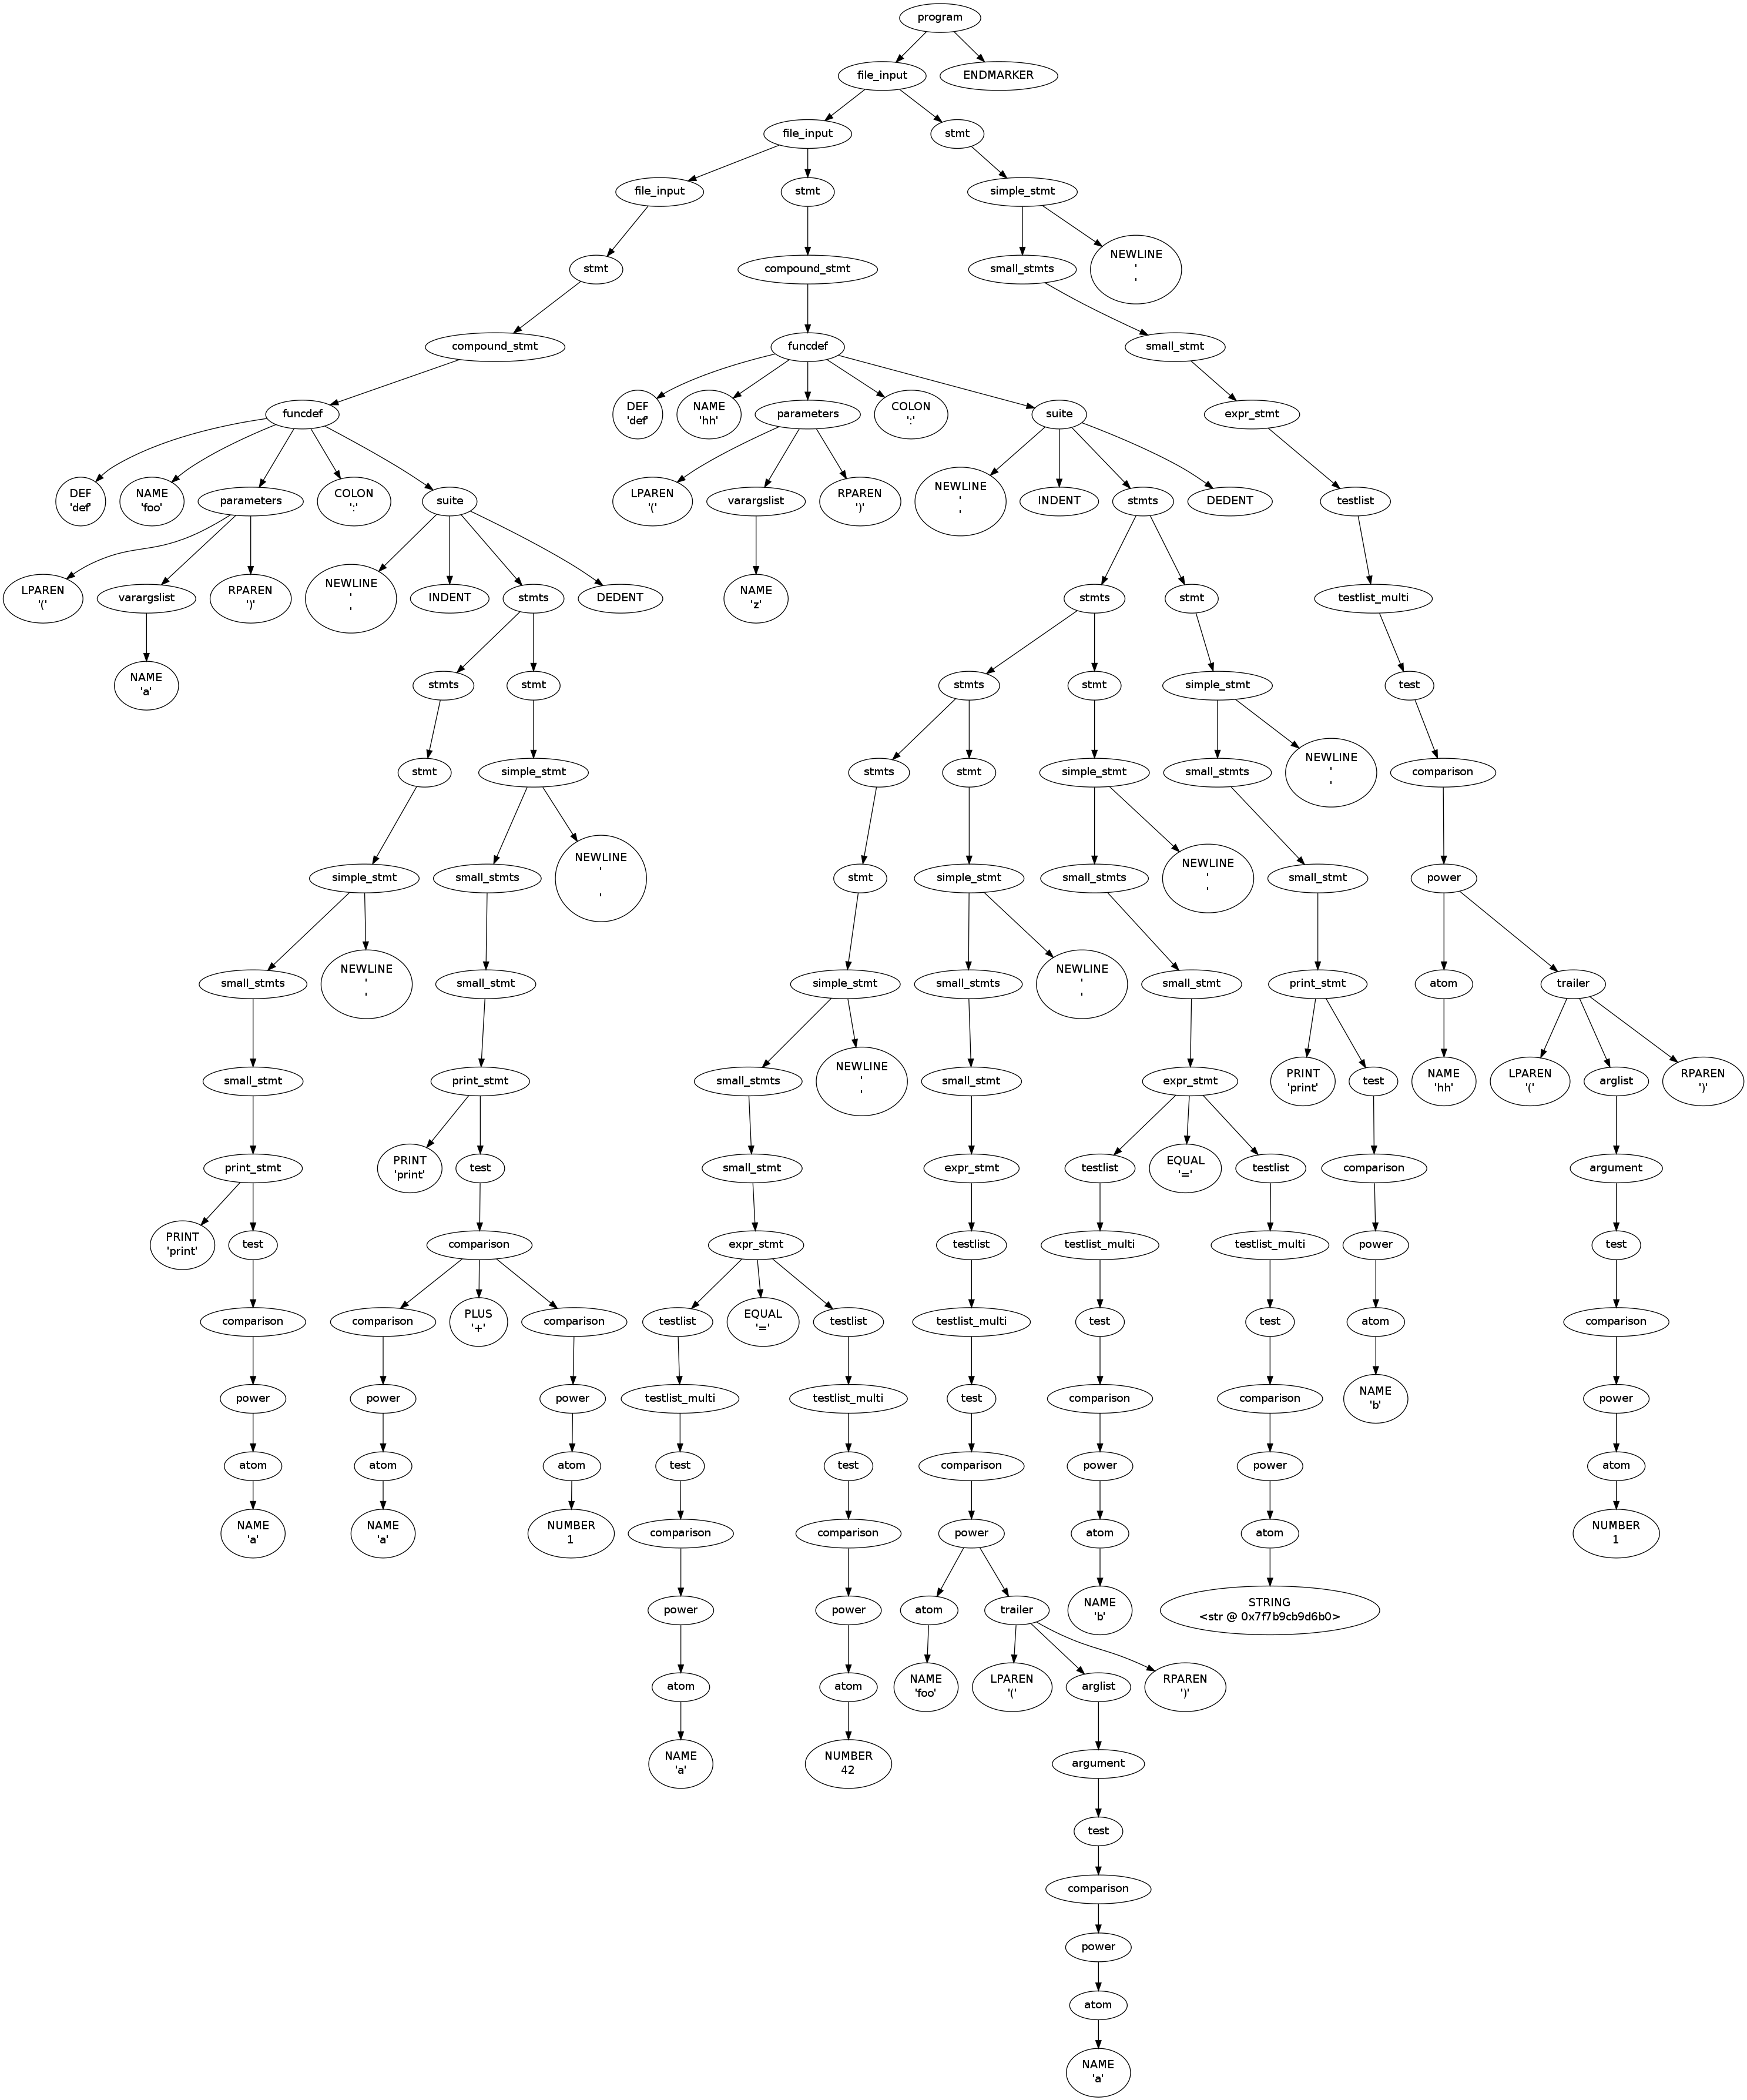 program
file_input
ENDMARKER
file_input
stmt
file_input
stmt
simple_stmt
stmt
compound_stmt
small_stmts
NEWLINE
'
'
compound_stmt
funcdef
small_stmt
funcdef
DEF
'def'
NAME
'hh'
parameters
COLON
':'
suite
expr_stmt
DEF
'def'
NAME
'foo'
parameters
COLON
':'
suite
LPAREN
'('
varargslist
RPAREN
')'
NEWLINE
'
'
INDENT
stmts
DEDENT
testlist
LPAREN
'('
varargslist
RPAREN
')'
NEWLINE
'
'
INDENT
stmts
DEDENT
NAME
'z'
stmts
stmt
testlist_multi
NAME
'a'
stmts
stmt
stmts
stmt
simple_stmt
test
stmt
simple_stmt
stmts
stmt
simple_stmt
small_stmts
NEWLINE
'
'
comparison
simple_stmt
small_stmts
NEWLINE
'
'
stmt
simple_stmt
small_stmts
NEWLINE
'
'
small_stmt
power
small_stmts
NEWLINE
'
'
small_stmt
simple_stmt
small_stmts
NEWLINE
'
'
small_stmt
print_stmt
atom
trailer
small_stmt
print_stmt
small_stmts
NEWLINE
'
'
small_stmt
expr_stmt
PRINT
'print'
test
NAME
'hh'
LPAREN
'('
arglist
RPAREN
')'
print_stmt
PRINT
'print'
test
small_stmt
expr_stmt
testlist
EQUAL
'='
testlist
comparison
argument
PRINT
'print'
test
comparison
expr_stmt
testlist
testlist_multi
testlist_multi
power
test
comparison
comparison
PLUS
'+'
comparison
testlist
EQUAL
'='
testlist
testlist_multi
test
test
atom
comparison
power
power
power
testlist_multi
testlist_multi
test
comparison
comparison
NAME
'b'
power
atom
atom
atom
test
test
comparison
power
power
atom
NAME
'a'
NAME
'a'
NUMBER
1
comparison
comparison
power
atom
atom
NUMBER
1
power
power
atom
trailer
NAME
'b'
STRING
<str @ 0x7f7b9cb9d6b0>
atom
atom
NAME
'foo'
LPAREN
'('
arglist
RPAREN
')'
NAME
'a'
NUMBER
42
argument
test
comparison
power
atom
NAME
'a'